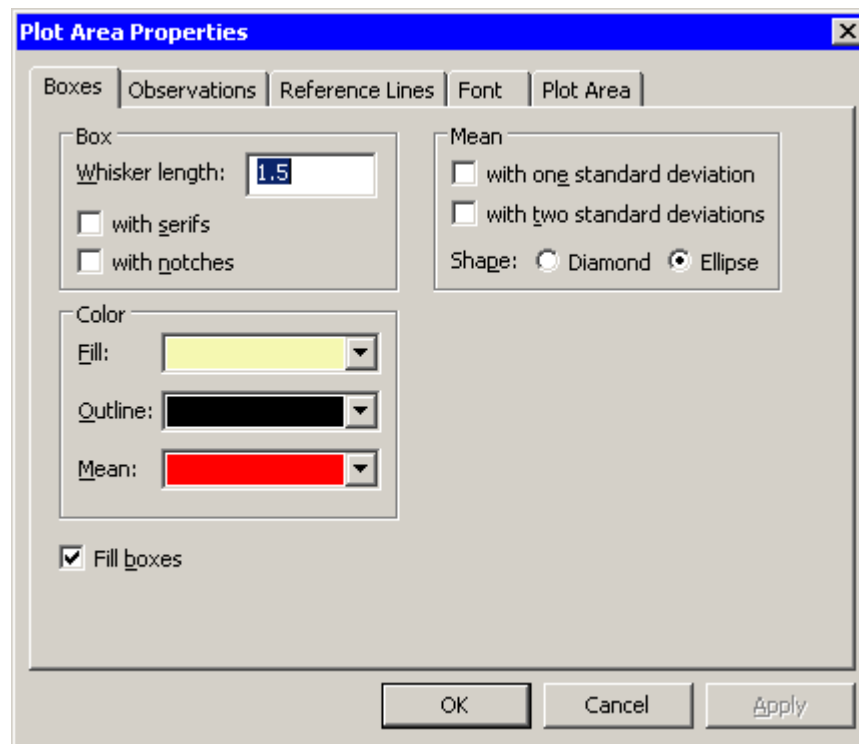 Plot Area Properties
Boxes Observations Reference Lines Font Plot Area
Box
Whisker length: 1.5
with serifs
with notches
Mean
with one standard deviation
with two standard deviations
Shape: Diamond Ellipse
Color
Fill:
Outline:
Mean:
Fill boxes
OK Cancel Apply